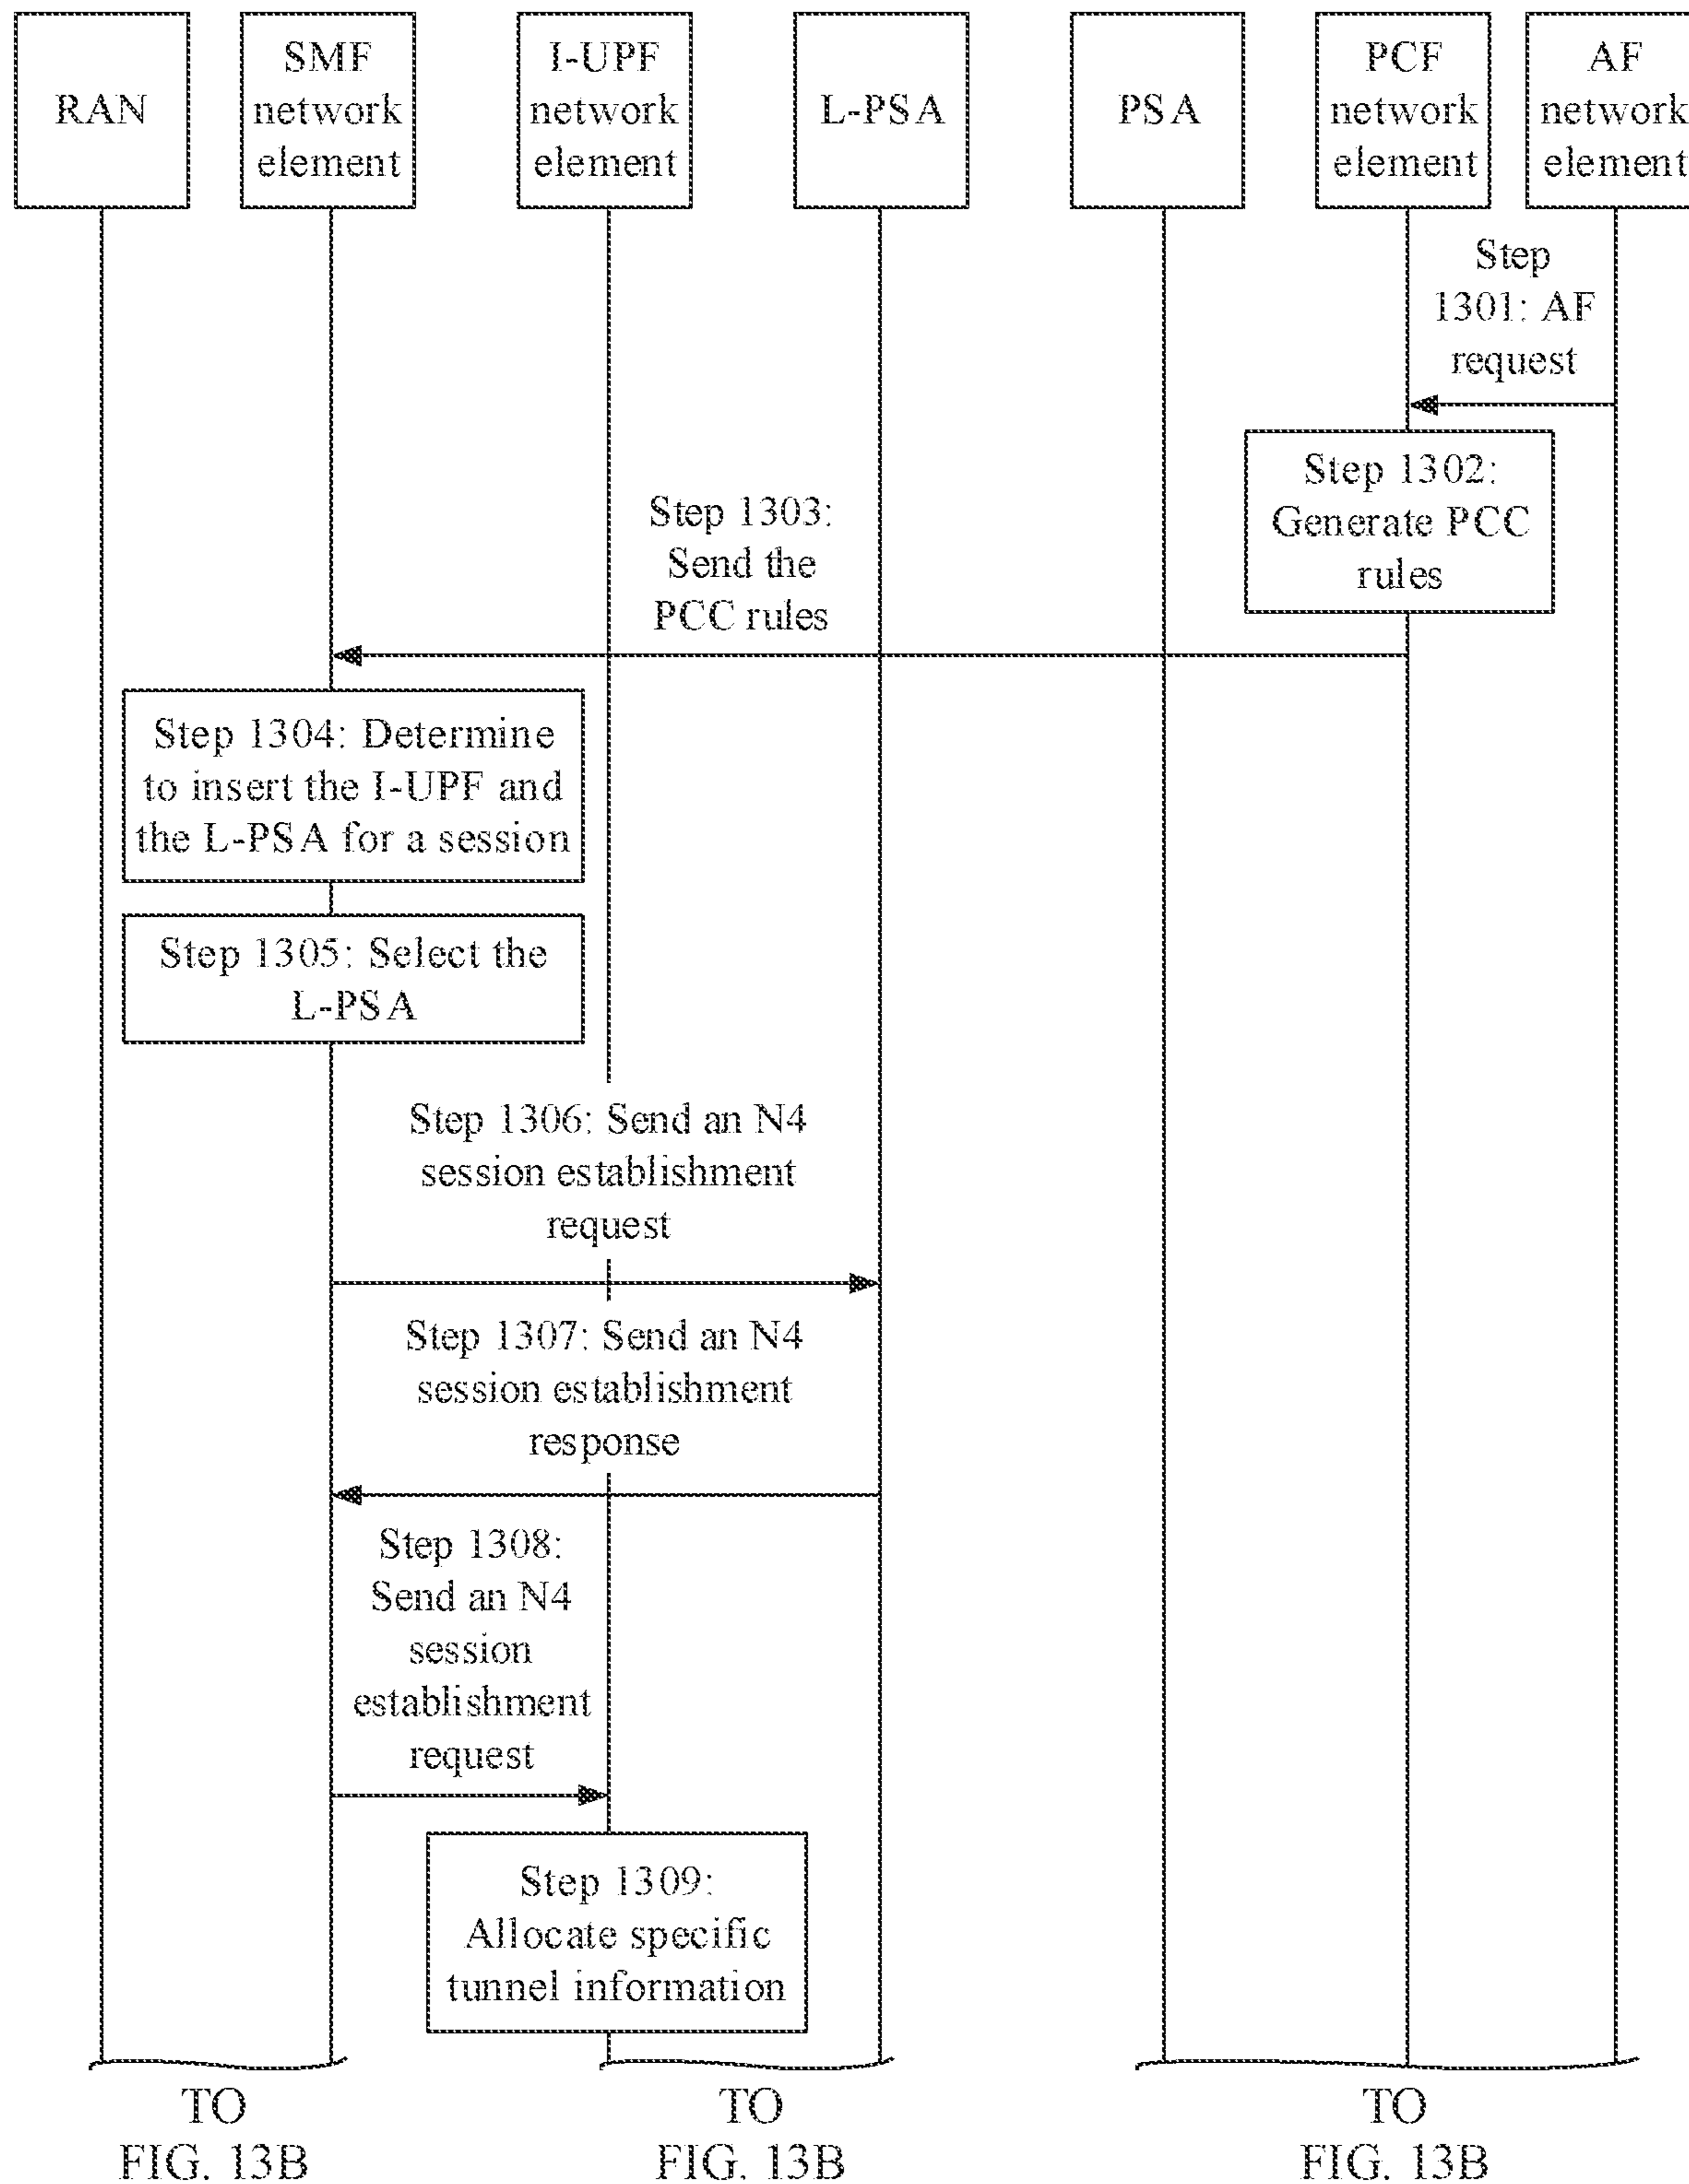 RAN
SMF
network
element
I-UPF
network
element
L-PSA
PSA
PCF
network
element
AF
network
element
Step
1301: AF
request
Step 1302:
Generate PCC
rules
Step 1303:
Send the
PCC rules
Step 1304: Determine
to insert the I-UPF and
the L-PSA for a session
Step 1305: Select the
L-PSA
Step 1306: Send an N4
session establishment
request
Step 1307: Send an N4
session establishment
response
Step 1308:
Send an N4
session
establishment
request
Step 1309:
Allocate specific
tunnel information
TO
FIG. 13B
TO
FIG. 13B
TO
FIG. 13B